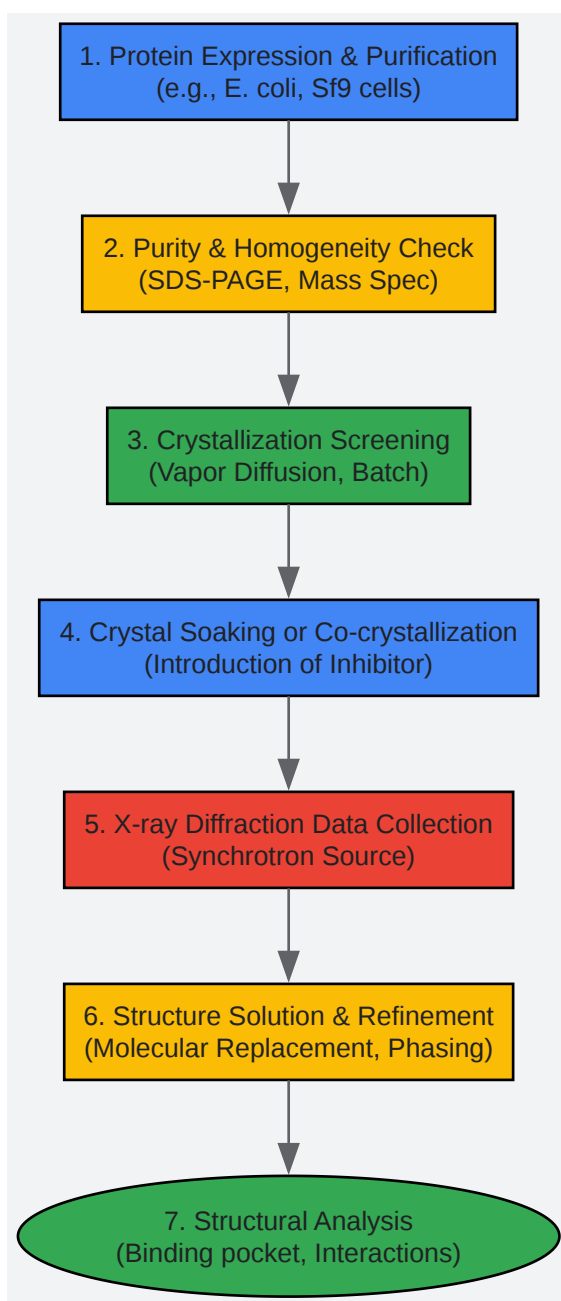 1. Protein Expression & Purification
(e.g., E. coli, Sf9 cells)
2. Purity & Homogeneity Check
(SDS-PAGE, Mass Spec)
3. Crystallization Screening
(Vapor Diffusion, Batch)
4. Crystal Soaking or Co-crystallization
(Introduction of Inhibitor)
5. X-ray Diffraction Data Collection
(Synchrotron Source)
6. Structure Solution & Refinement
(Molecular Replacement, Phasing)
7. Structural Analysis
(Binding pocket, Interactions)